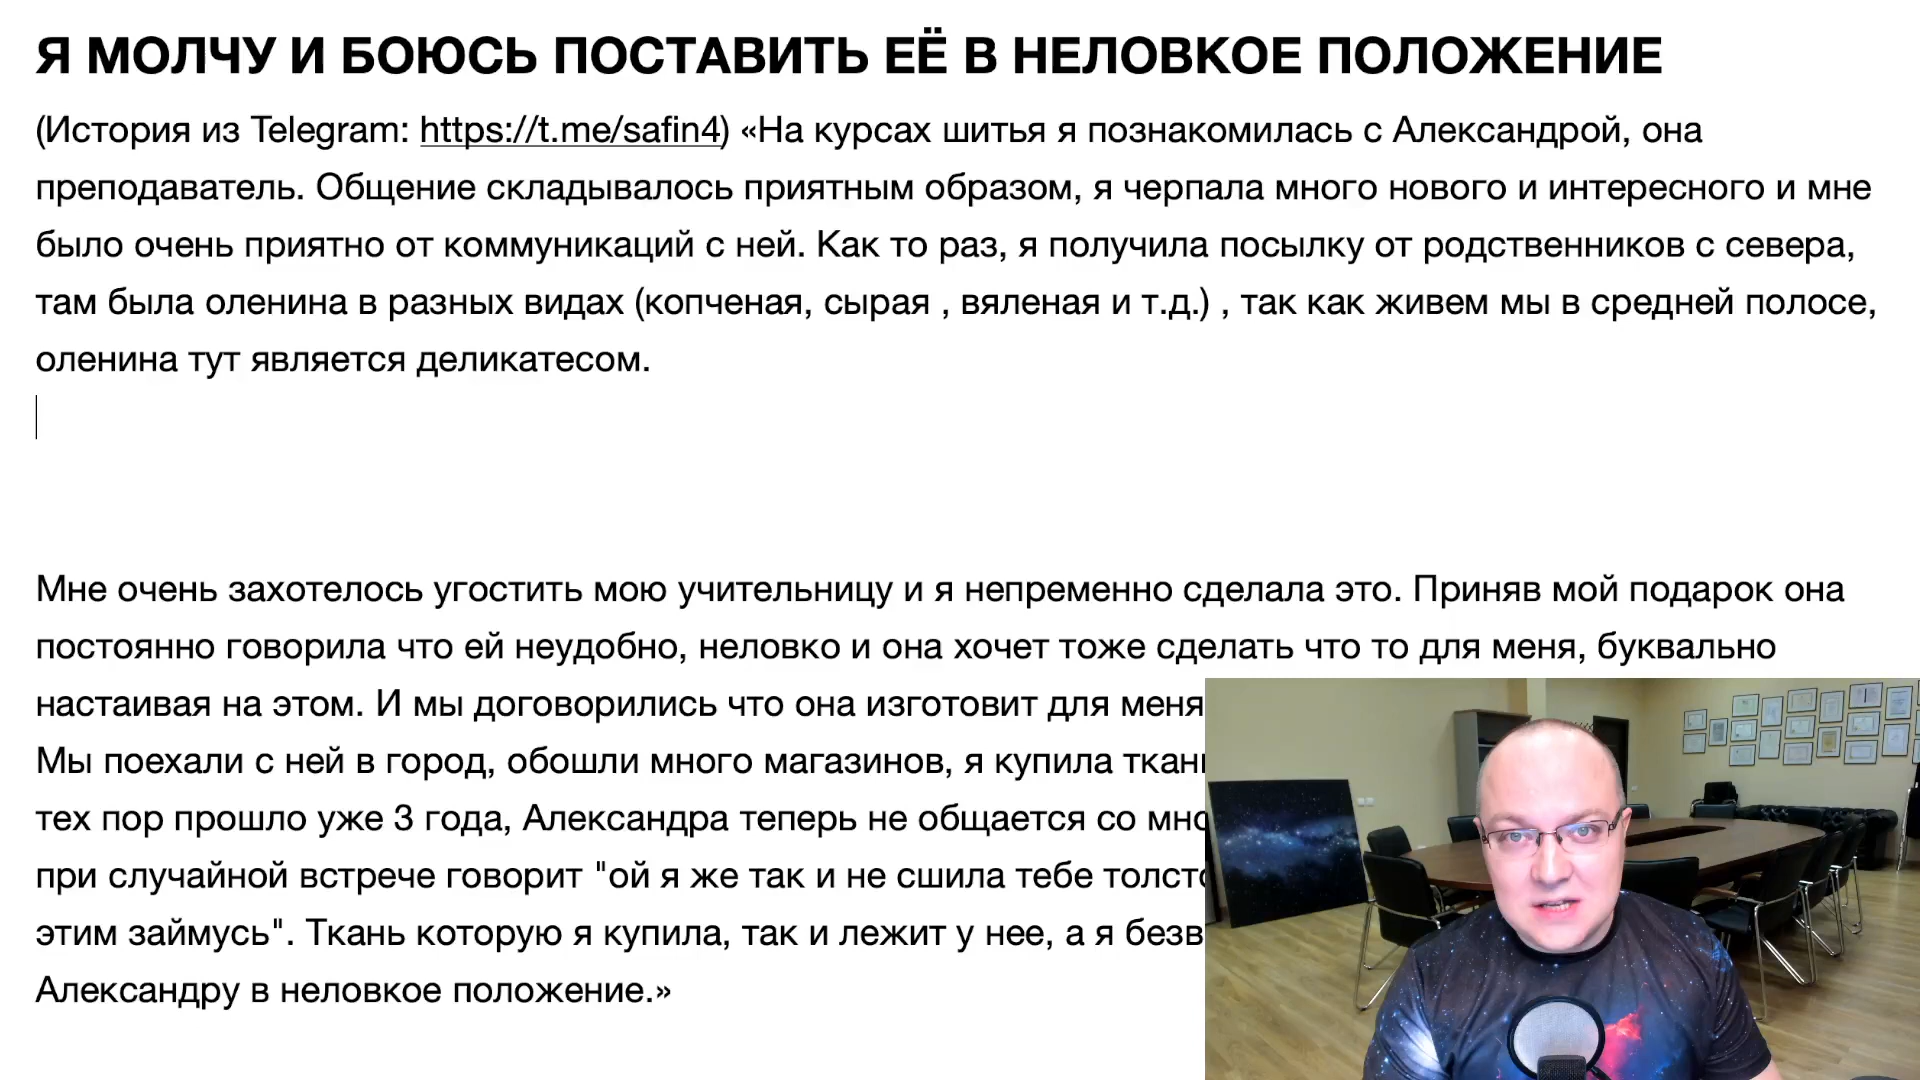 Я МОЛЧУ И БОЮСЬ ПОСТАВИТЬ ЕЁ В НЕЛОВКОЕ ПОЛОЖЕНИЕ
(История из Telegram: https://t.me/safin4) «На курсах шитья я познакомилась с Александрой, она
преподаватель. Общение складывалось приятным образом, я черпала много нового и интересного и мне
было очень приятно от коммуникаций с ней. Как то раз, я получила посылку от родственников с севера,
там была оленина в разных видах (копченая, сырая , вяленая и т.д.) , так как живем мы в средней полосе,
оленина тут является деликатесом.
Мне очень захотелось угостить мою учительницу и я непременно сделала это. Приняв мой подарок она
постоянно говорила что ей неудобно, неловко и она хочет тоже сделать что то для меня, буквально
настаивая на этом. И мы договорились что она изготовит для меня
Мы поехали с ней в город, обошли много магазинов, я купила
тех пор прошло уже 3 года, Александра теперь не общается со
при случайной встрече говорит "ой я же так и не сшила тебе
этим займусь". Ткань которую я купила, так и лежит у нее, а я
Александру в неловкое положение.»